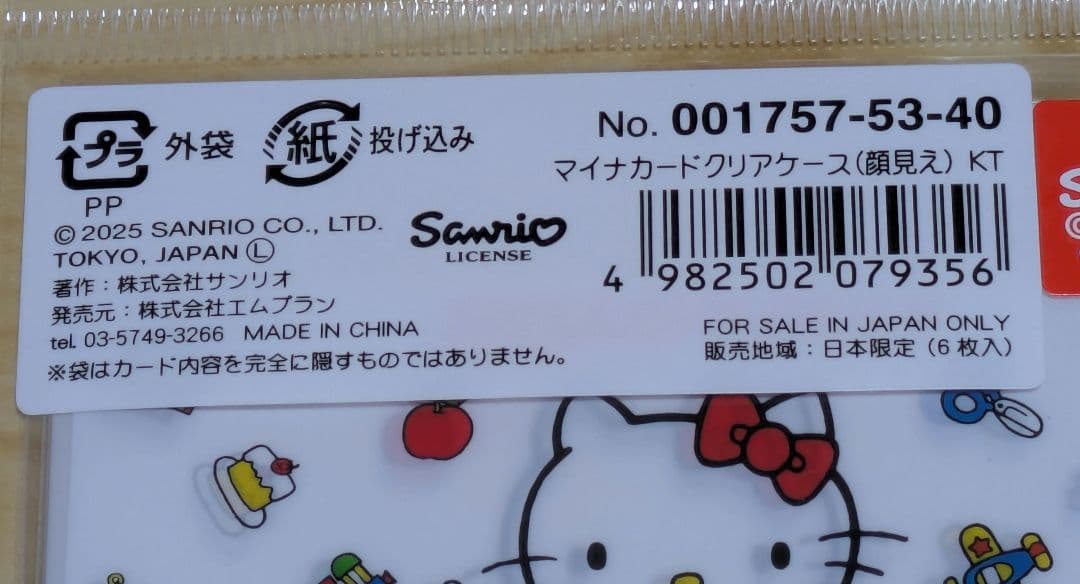 プラ 外袋 紙 投げ込み
PP
© 2025 SANRIO CO., LTD.
TOKYO, JAPAN Ⓛ
著作：株式会社サンリオ
発売元：株式会社エムプラン
tel. 03-5749-3266 MADE IN CHINA
※袋はカード内容を完全に隠すものではありません。
Sanrio
LICENSE
No. 001757-53-40
マイナカードクリアケース(顔見え) KT
4 982502 079356
FOR SALE IN JAPAN ONLY
販売地域：日本限定（6枚入）